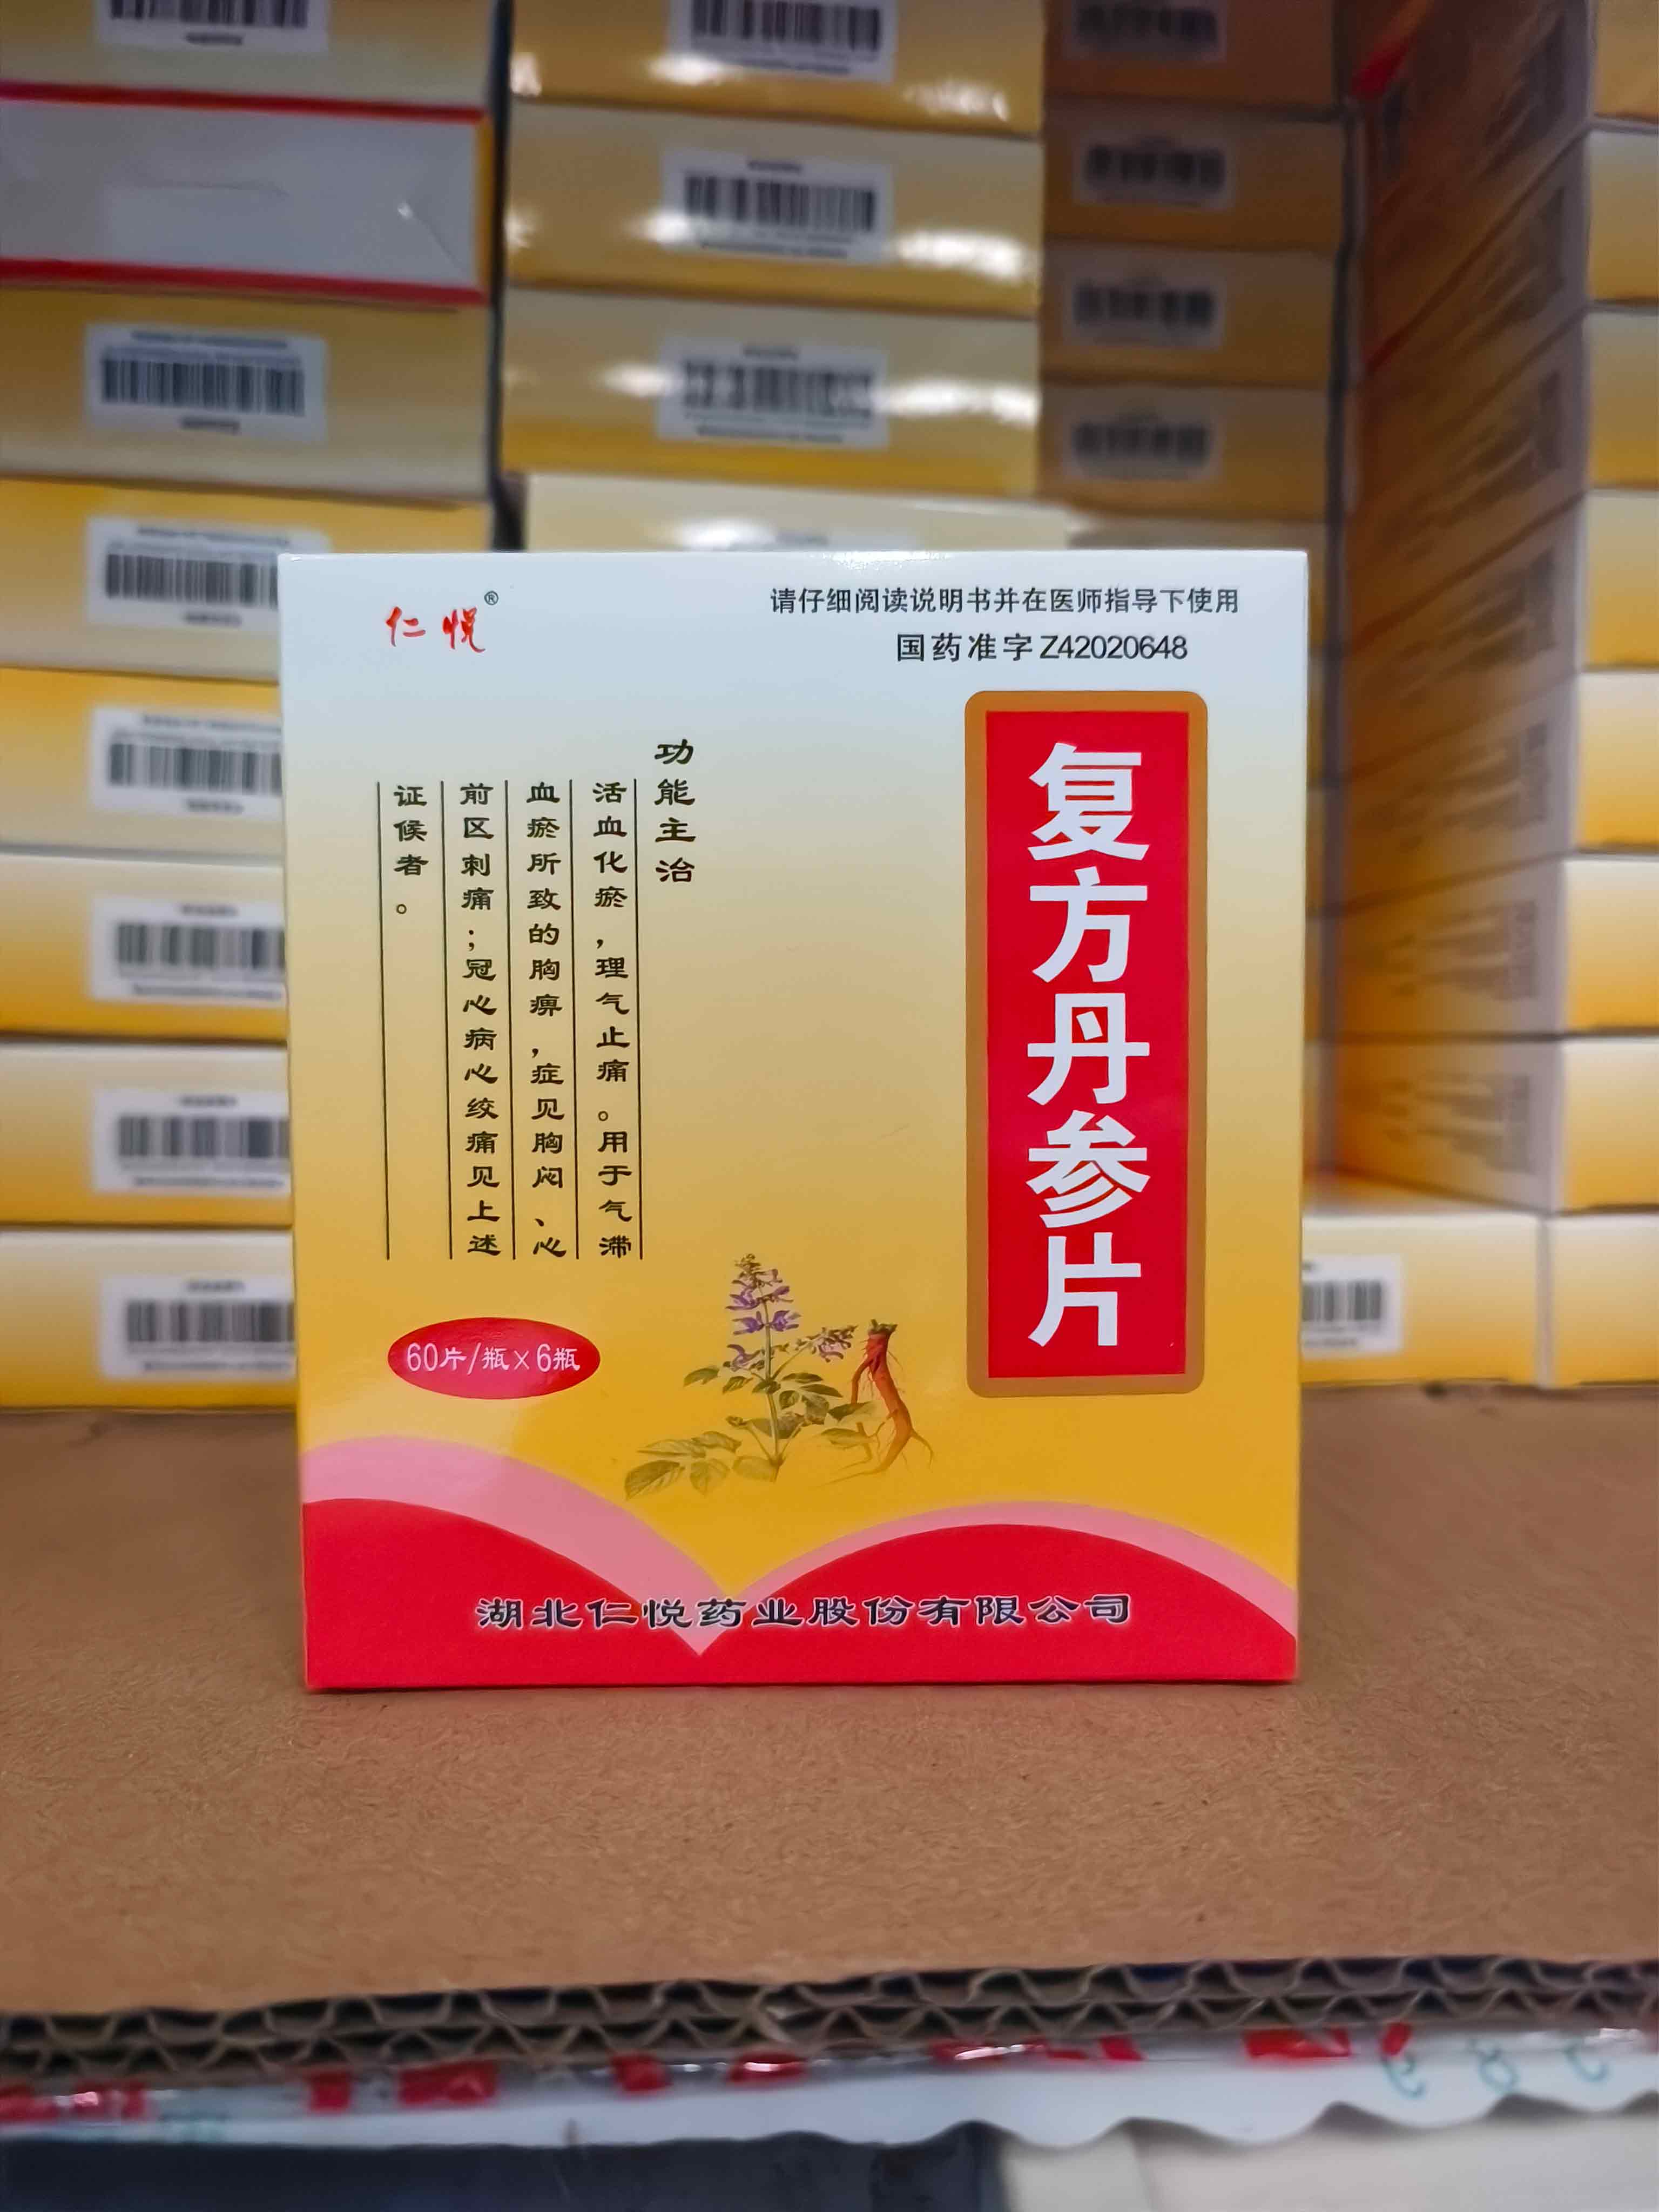 仁悦®
请仔细阅读说明书并在医师指导下使用
国药准字Z42020648
复方丹参片
功能主治
活血化瘀，理气止痛。用于气滞
血瘀所致的胸痹，症见胸闷、心
前区刺痛；冠心病心绞痛见上述
证候者。
60片/瓶×6瓶
湖北仁悦药业股份有限公司